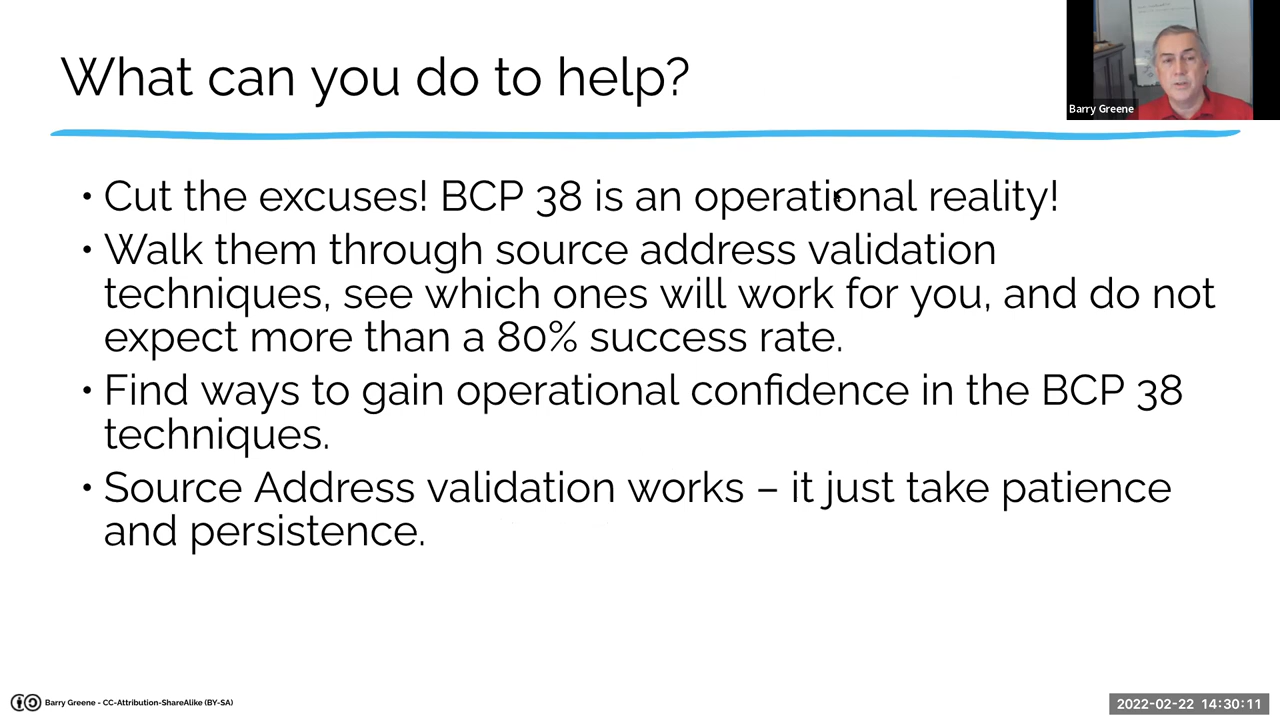 What can you do to help?
Barry Greene
• Cut the excuses! BCP 38 is an operational reality!
• Walk them through source address validation
techniques, see which ones will work for you, and do not
expect more than a 80% success rate.
• Find ways to gain operational confidence in the BCP 38
techniques.
• Source Address validation works – it just take patience
and persistence.
Barry Greene - CC-Attribution-ShareAlike (BY-SA)
2022-02-22 14:30:11